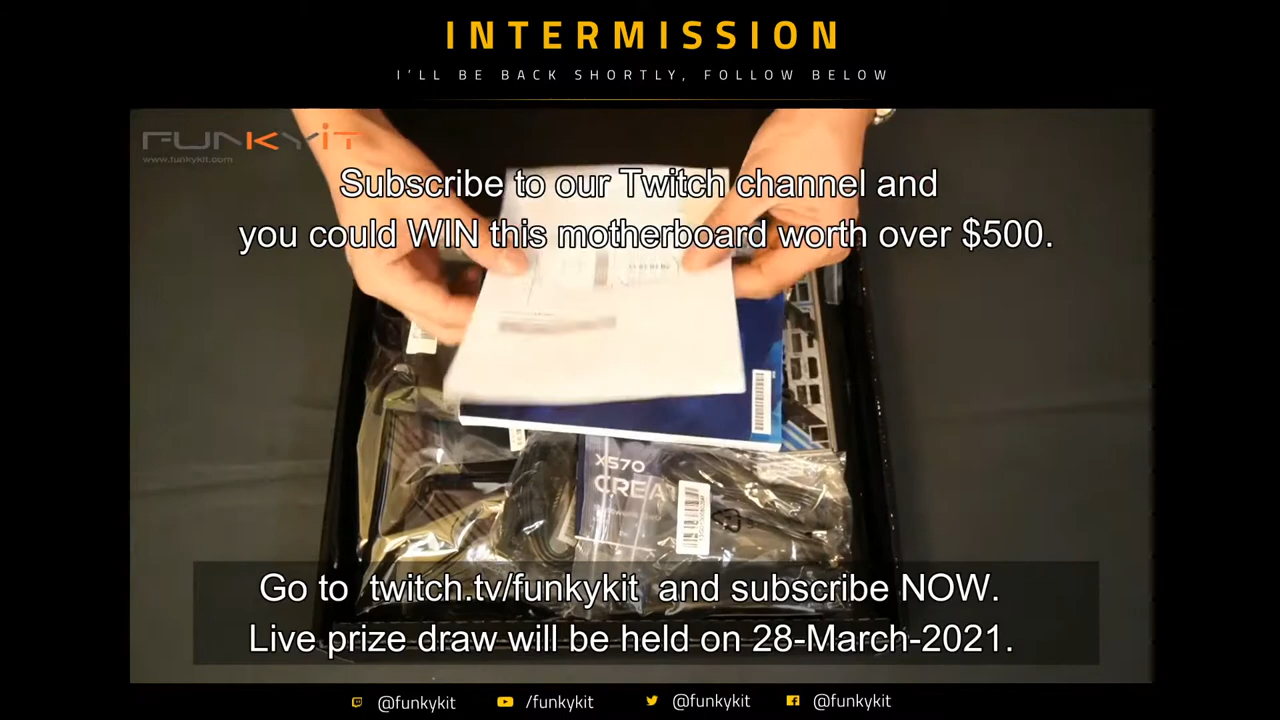 INTERMISSION
I'LL BE BACK SHORTLY, FOLLOW BELOW
FUNKYiT
www.funkykit.com
Subscribe to our Twitch channel and
you could WIN this motherboard worth over $500.
X570
CREA
Go to twitch.tv/funkykit and subscribe NOW.
Live prize draw will be held on 28-March-2021.
@funkykit /funkykit @funkykit @funkykit